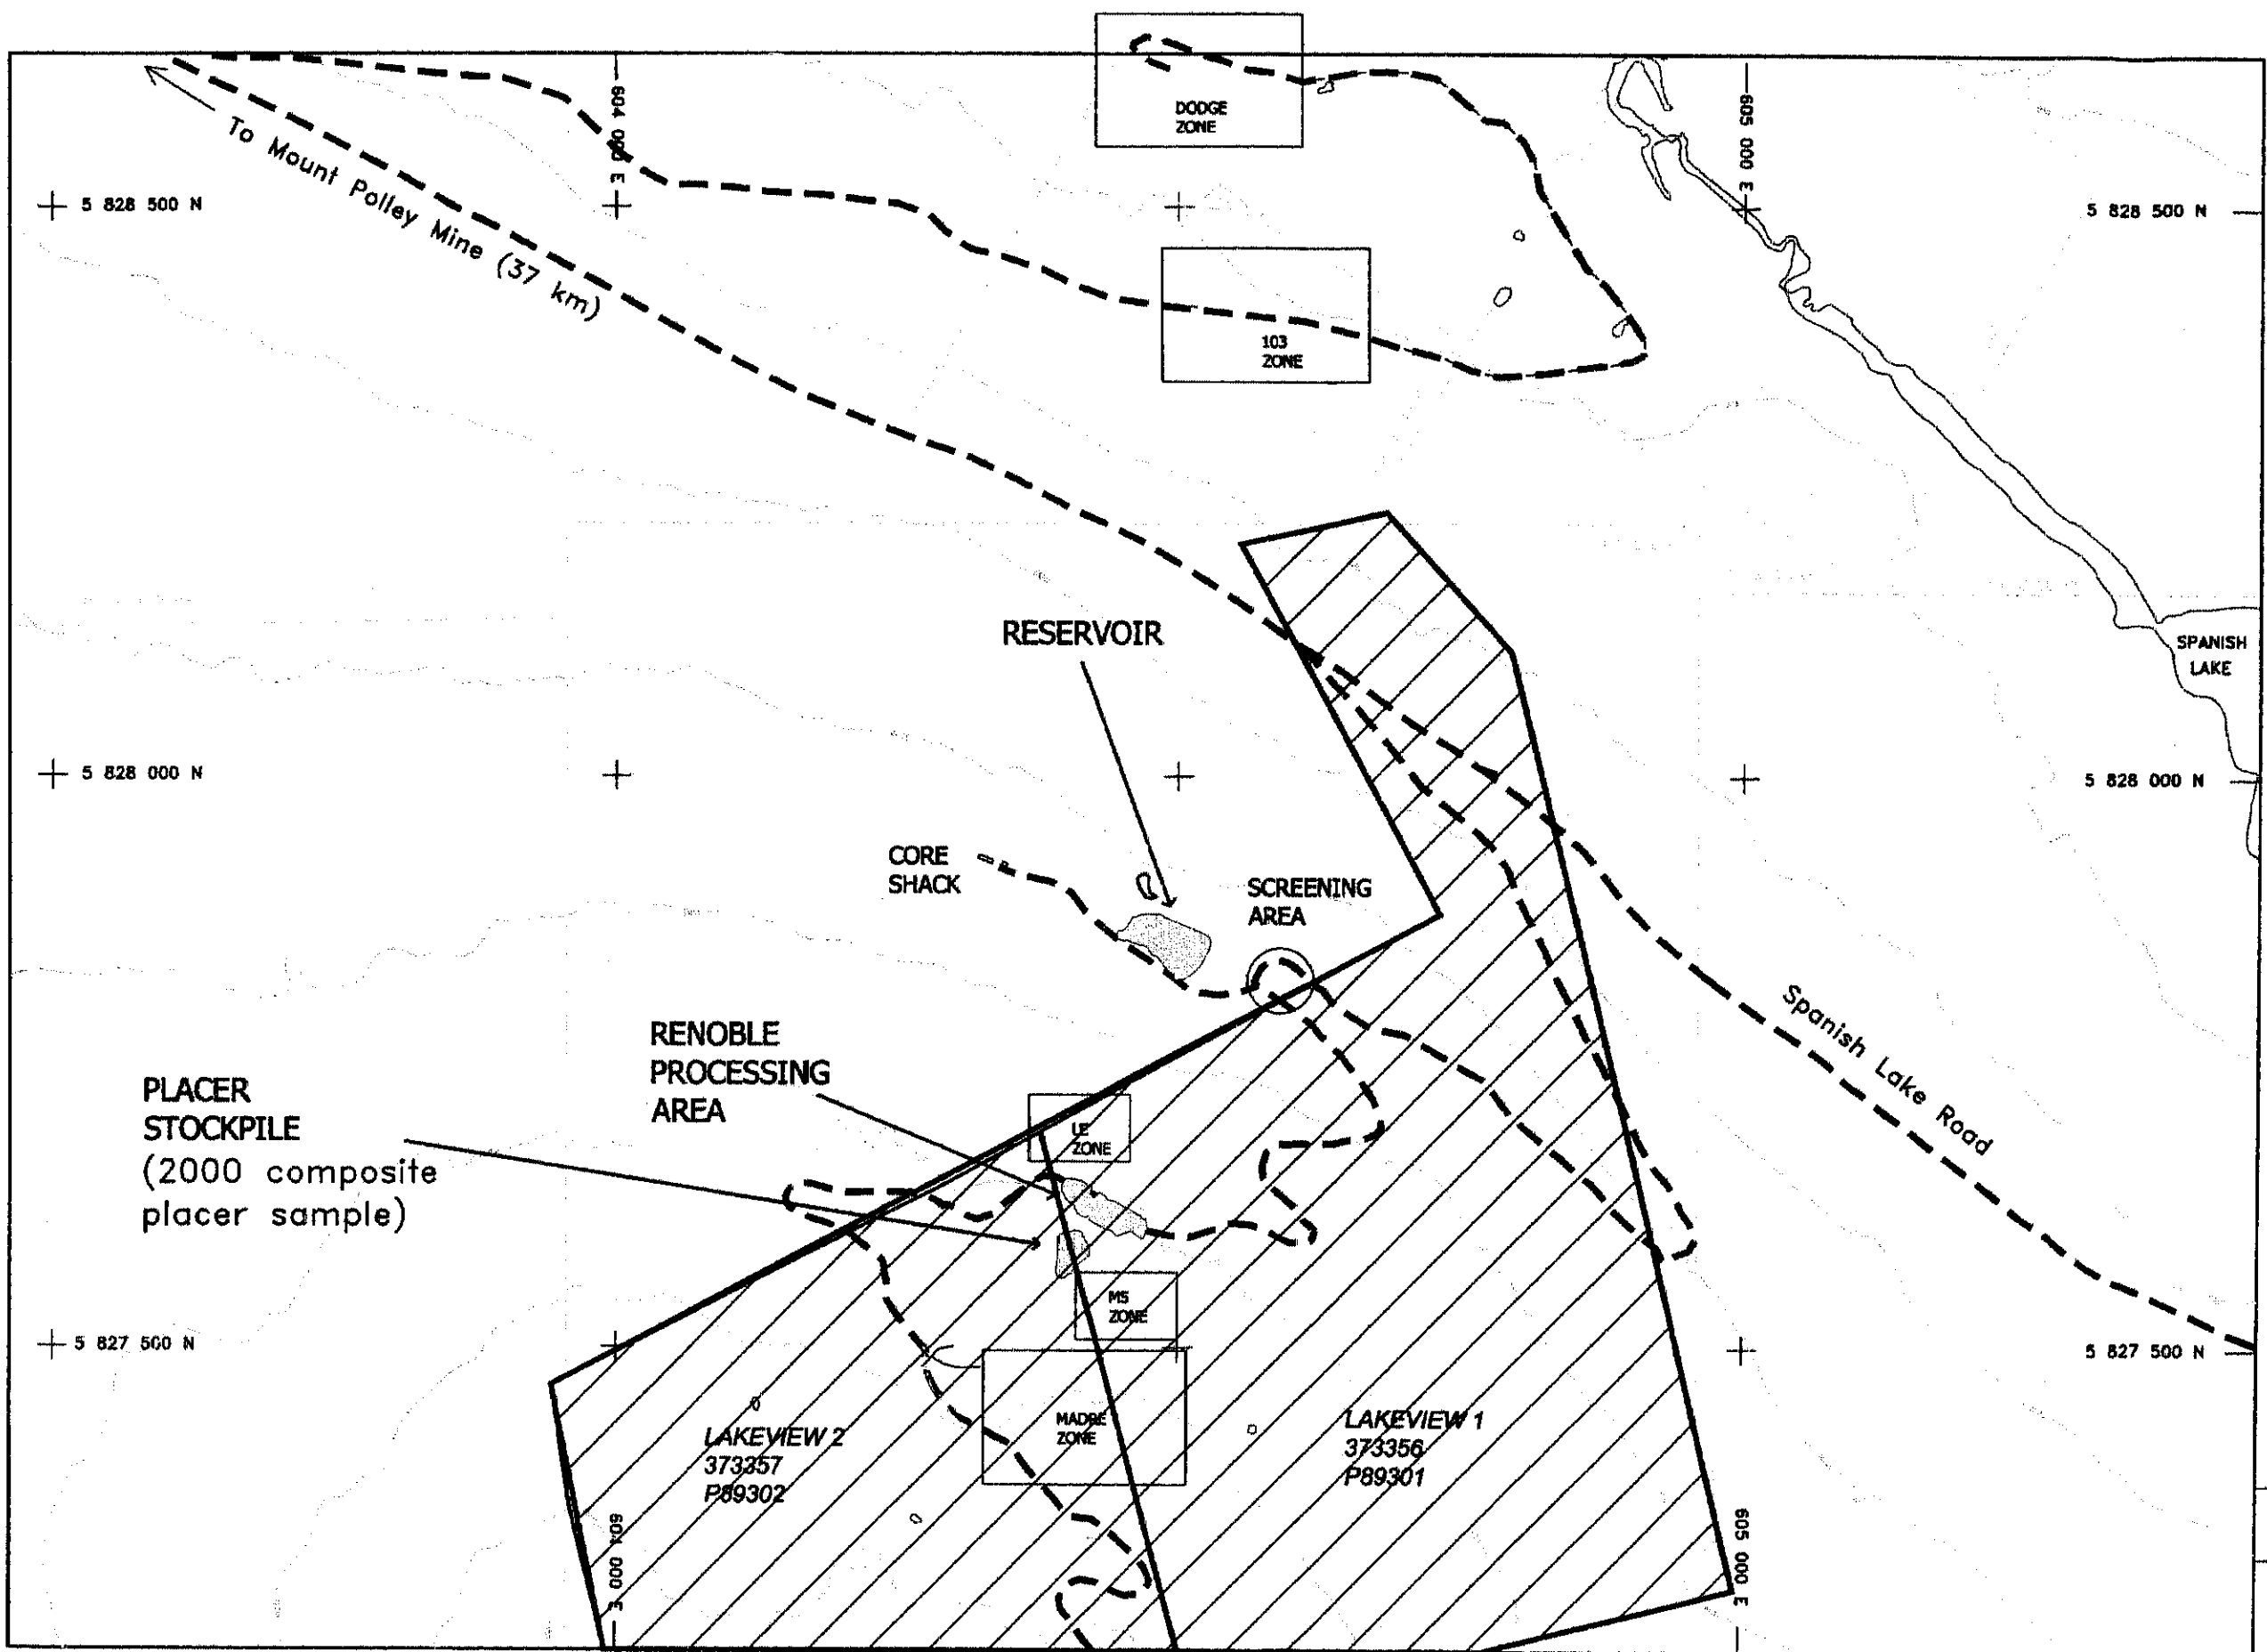 DODGE
ZONE
604 000 E
605 000 E
To Mount Polley Mine (37 km)
5 828 500 N
5 828 500 N
103
ZONE
RESERVOIR
SPANISH
LAKE
5 828 000 N
5 828 000 N
CORE
SHACK
SCREENING
AREA
Spanish Lake Road
RENOBLE
PROCESSING
AREA
PLACER
STOCKPILE
(2000 composite
placer sample)
LE
ZONE
MS
ZONE
5 827 500 N
5 827 500 N
MADRE
ZONE
LAKEVIEW 2
373357
P89302
LAKEVIEW 1
373356
P89301
604 000 E
605 000 E